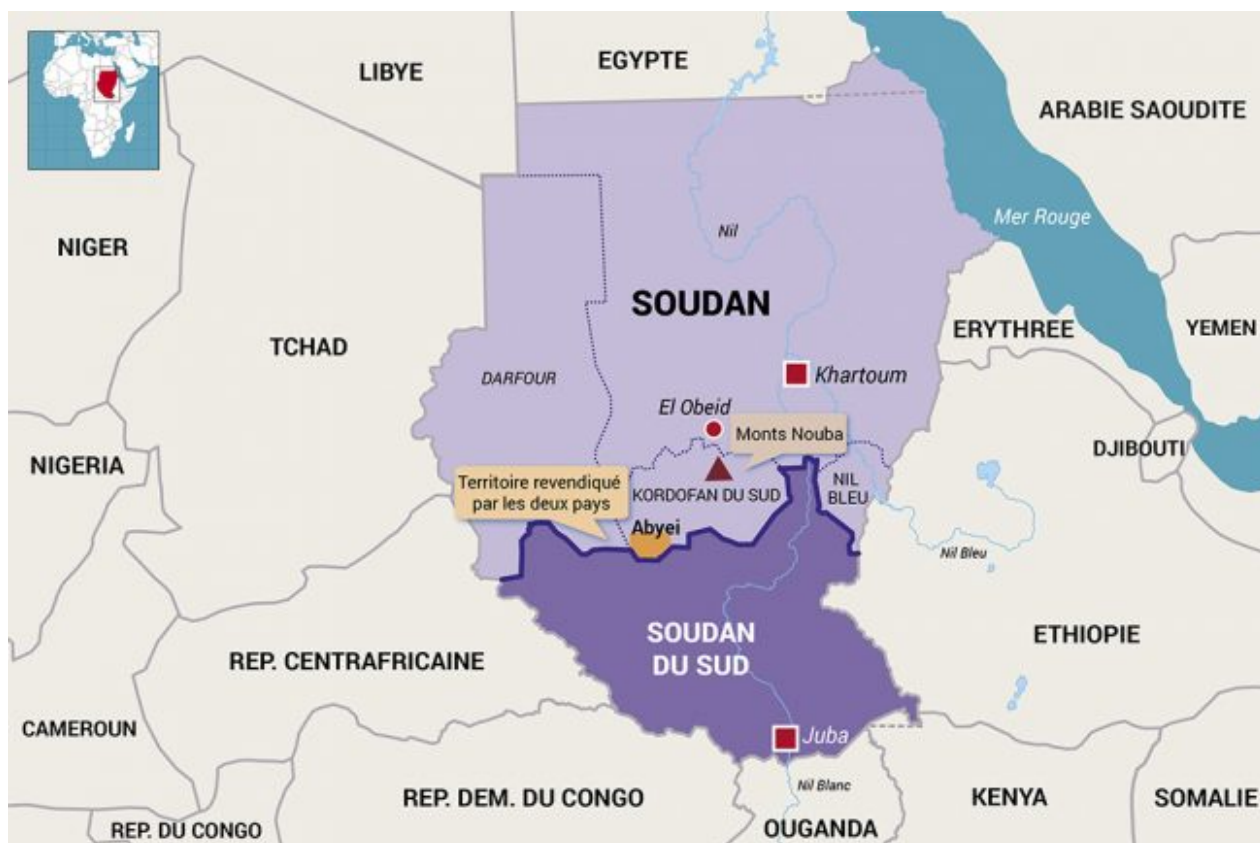 EGYPTE
LIBYE
ARABIE SAOUDITE
Mer Rouge
Nil
NIGER
SOUDAN
ERYTHREE
YEMEN
TCHAD
Khartoum
DARFOUR
El Obeid
Monts Nouba
DJIBOUTI
NIGERIA
Territoire revendiqué
par les deux pays
KORDOFAN DU SUD
NIL
BLEU
Abyei
Nil Bleu
SOUDAN
DU SUD
ETHIOPIE
REP. CENTRAFRICAINE
CAMEROUN
Juba
Nil Blanc
REP. DEM. DU CONGO
KENYA
SOMALIE
REP. DU CONGO
OUGANDA